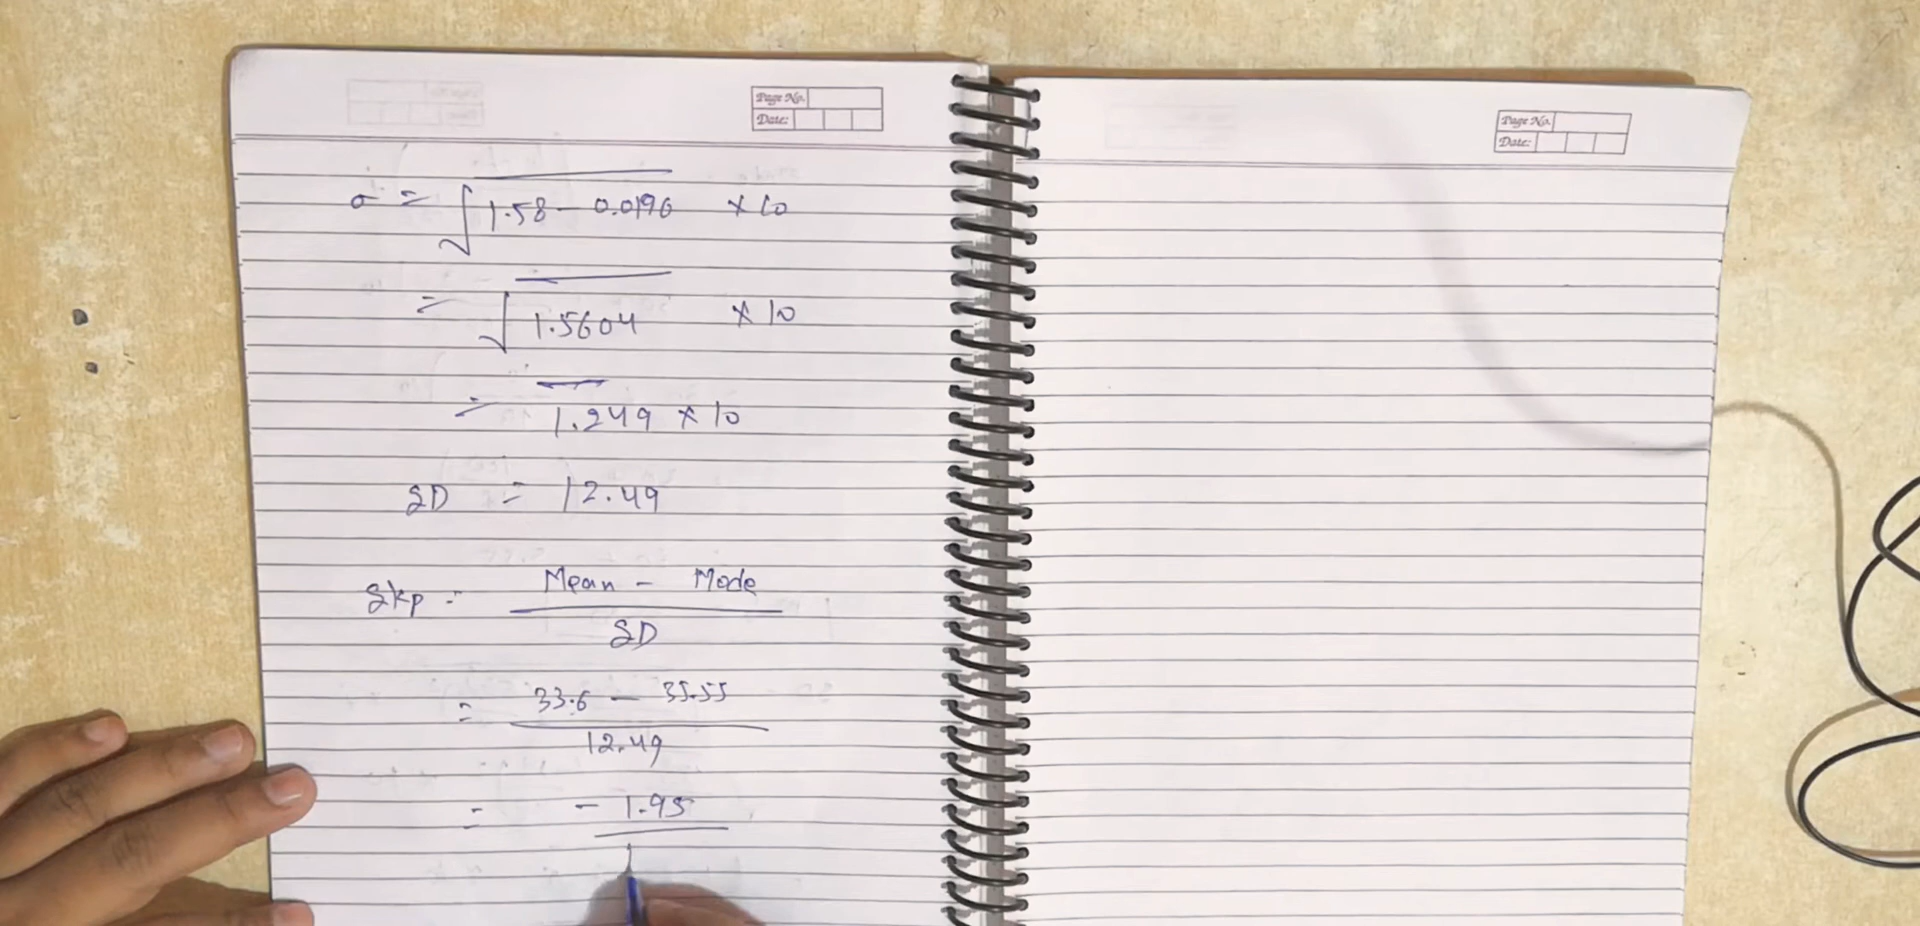 Page No.
Date:
Page No.
Date:
σ = √1.58 - 0.0196 × 10
= √1.5604 × 10
= 1.249 × 10
SD = 12.49
Skp = Mean - Mode
SD
= 33.6 - 35.55
12.49
= - 1.95
1